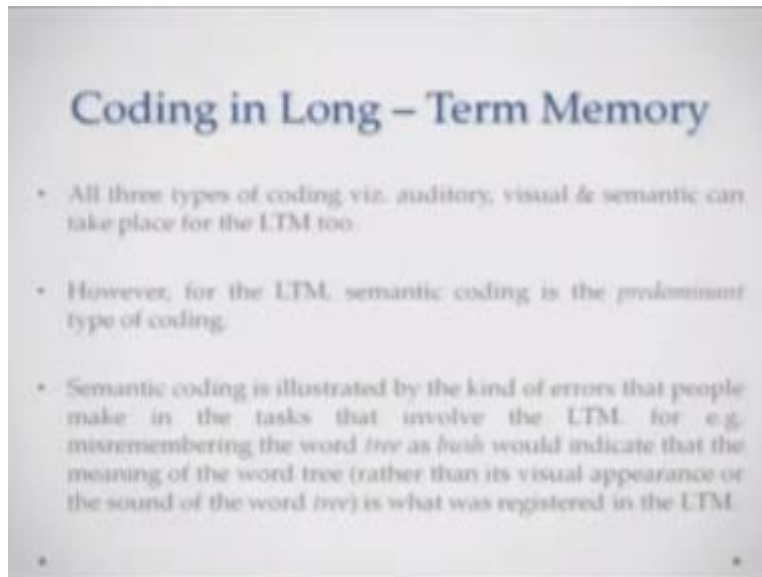 Coding in Long – Term Memory
• All three types of coding viz. auditory, visual & semantic can
take place for the LTM too.
• However, for the LTM, semantic coding is the predominant
type of coding.
• Semantic coding is illustrated by the kind of errors that people
make in the tasks that involve the LTM. for e.g.
misremembering the word tree as bush would indicate that the
meaning of the word tree (rather than its visual appearance or
the sound of the word tree) is what was registered in the LTM.